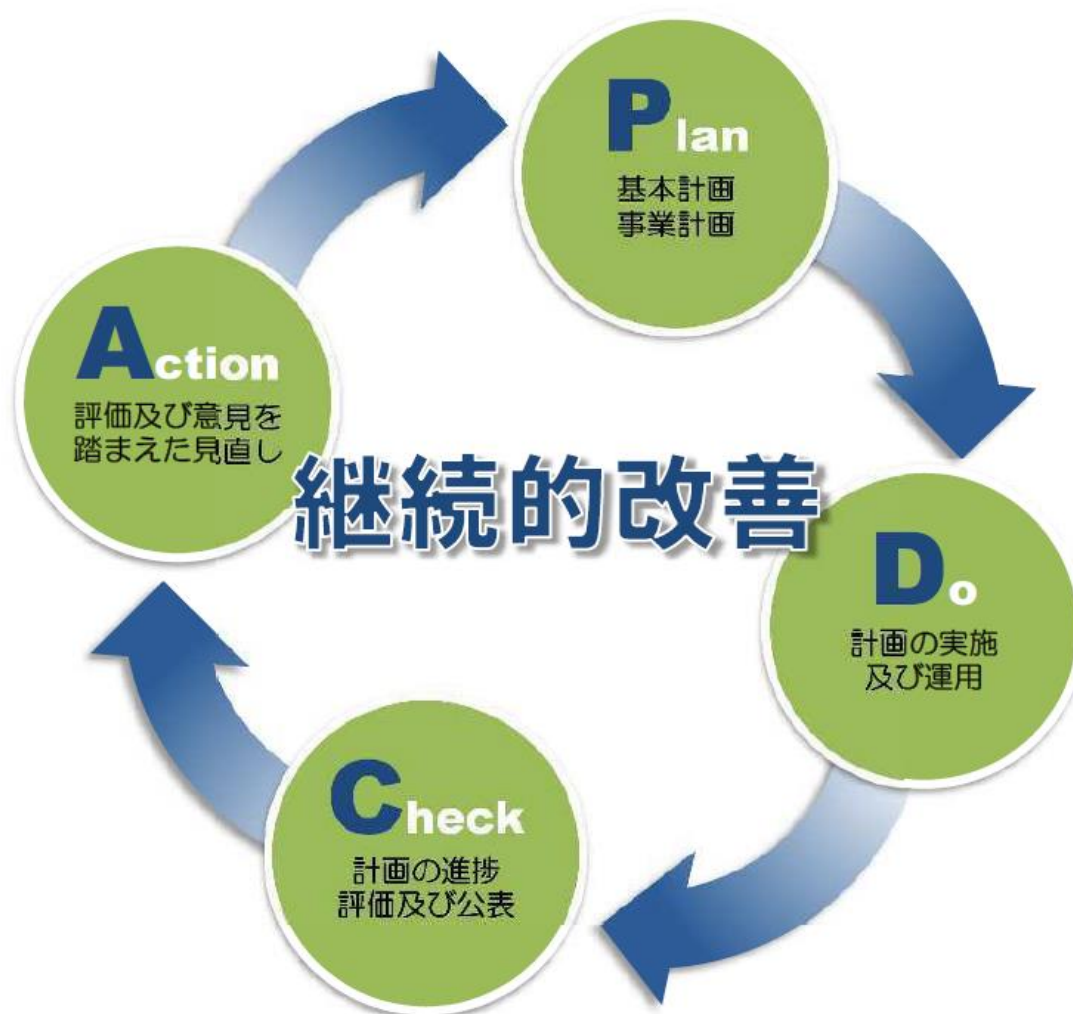 Plan
基本計画
事業計画
Action
評価及び意見を
踏まえた見直し
継続的改善
Do
計画の実施
及び運用
Check
計画の進捗
評価及び公表